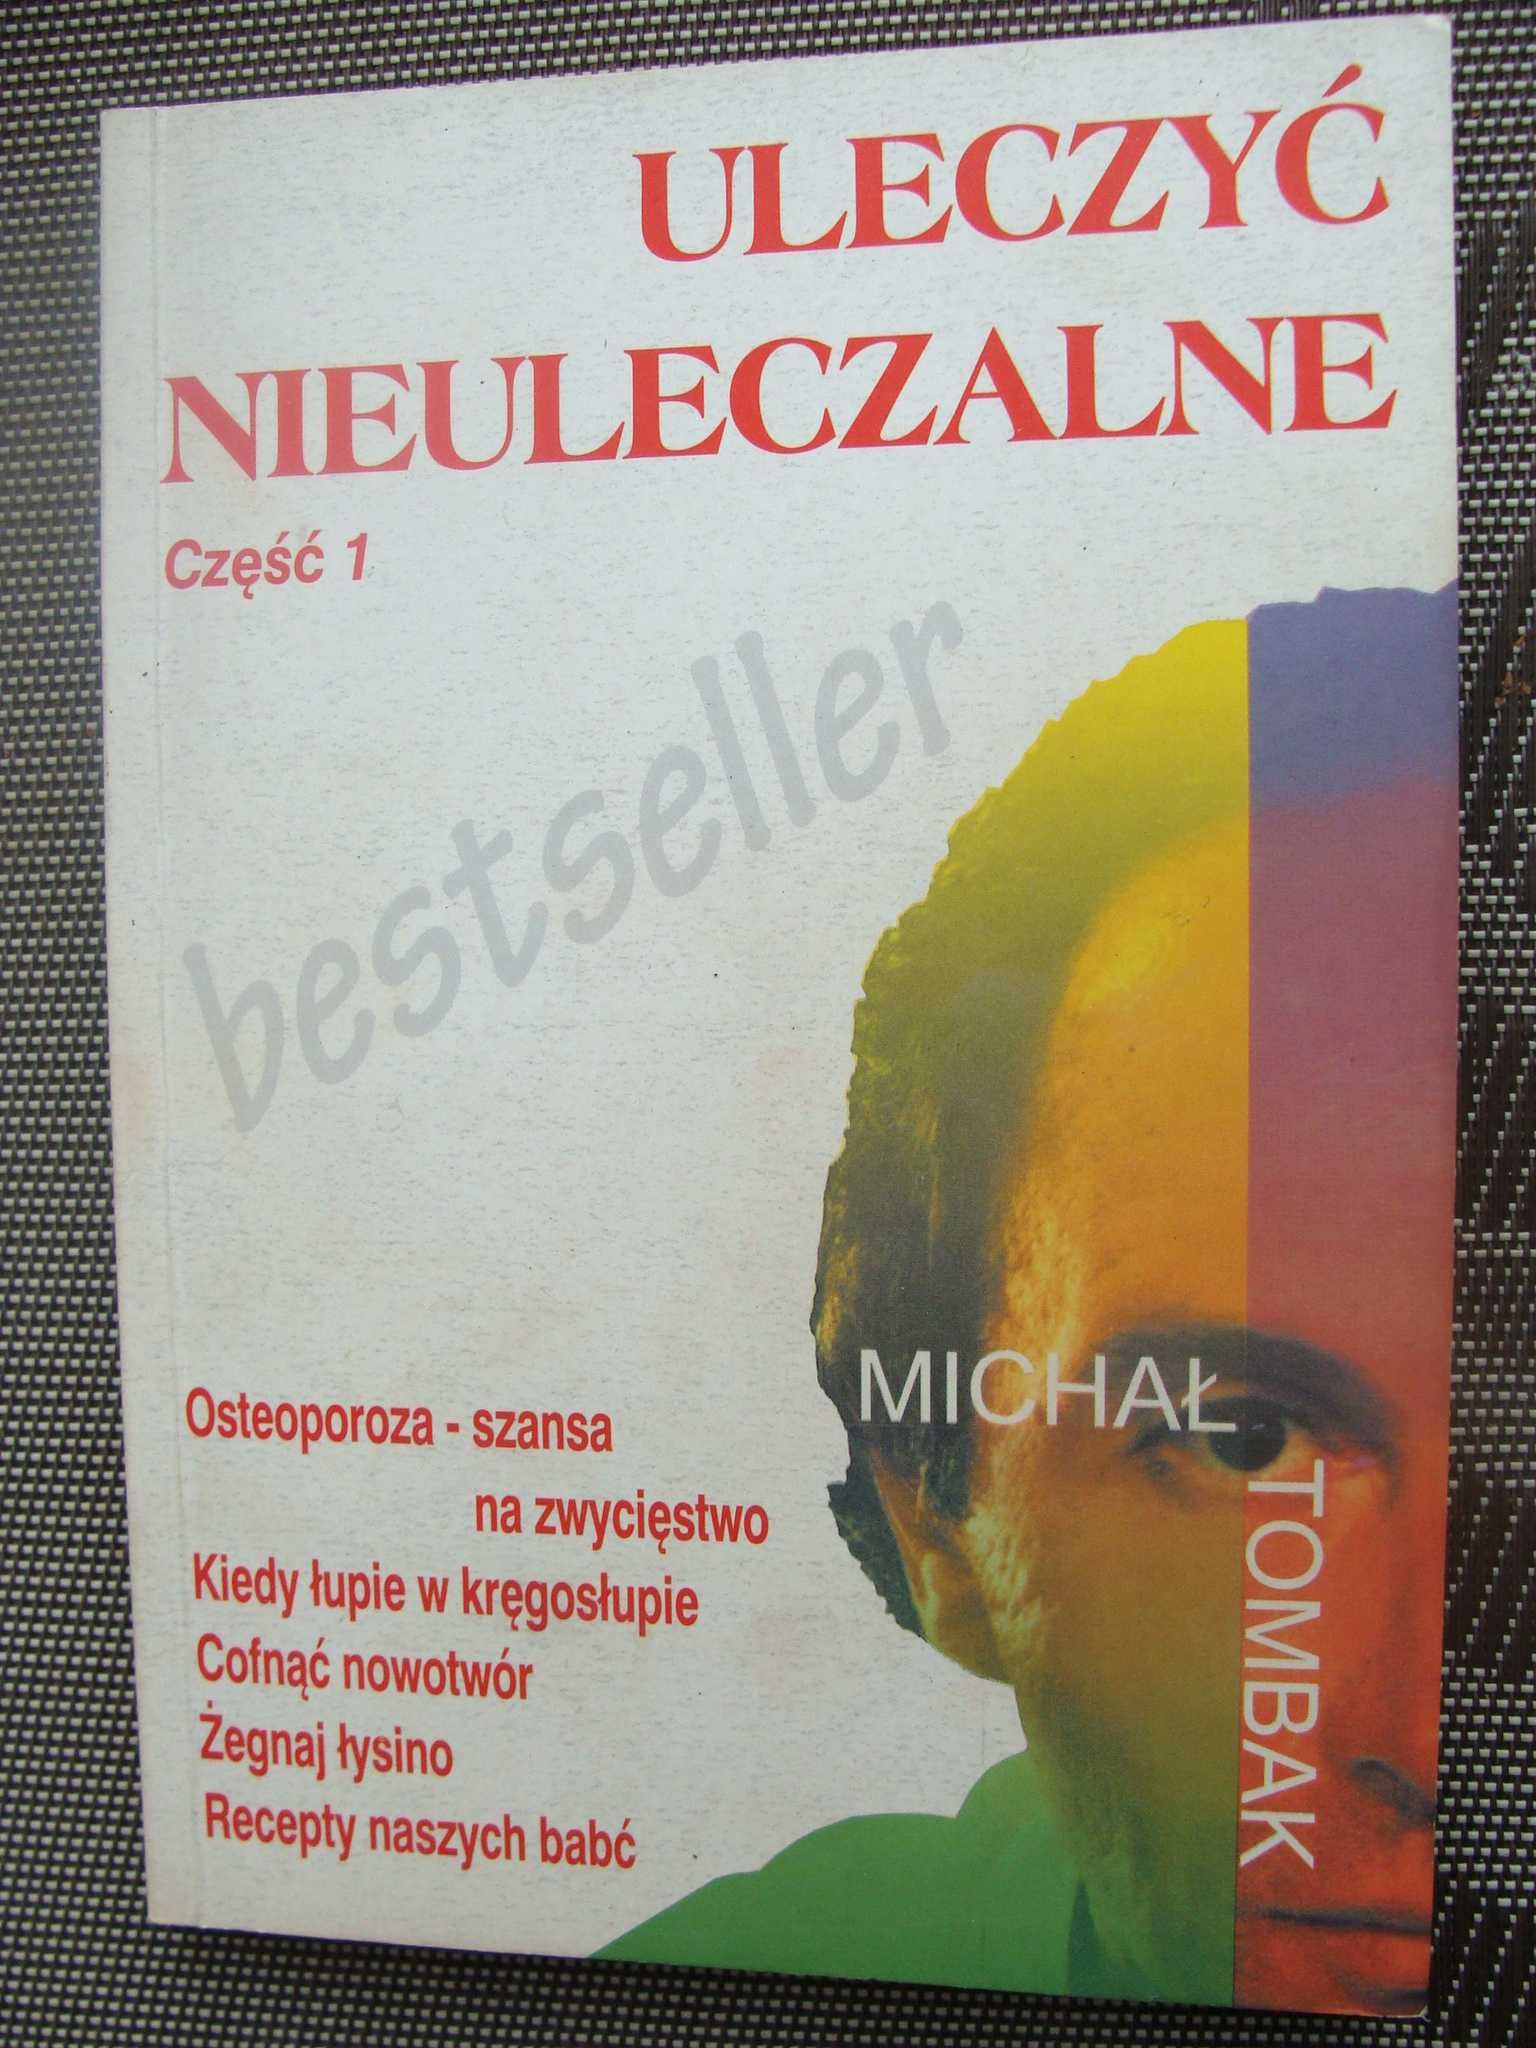 ULECZYĆ
NIEULECZALNE
Część 1
bestseller
MICHAŁ
TOMBAK
Osteoporoza - szansa
na zwycięstwo
Kiedy łupie w kręgosłupie
Cofnąć nowotwór
Żegnaj łysino
Recepty naszych babć